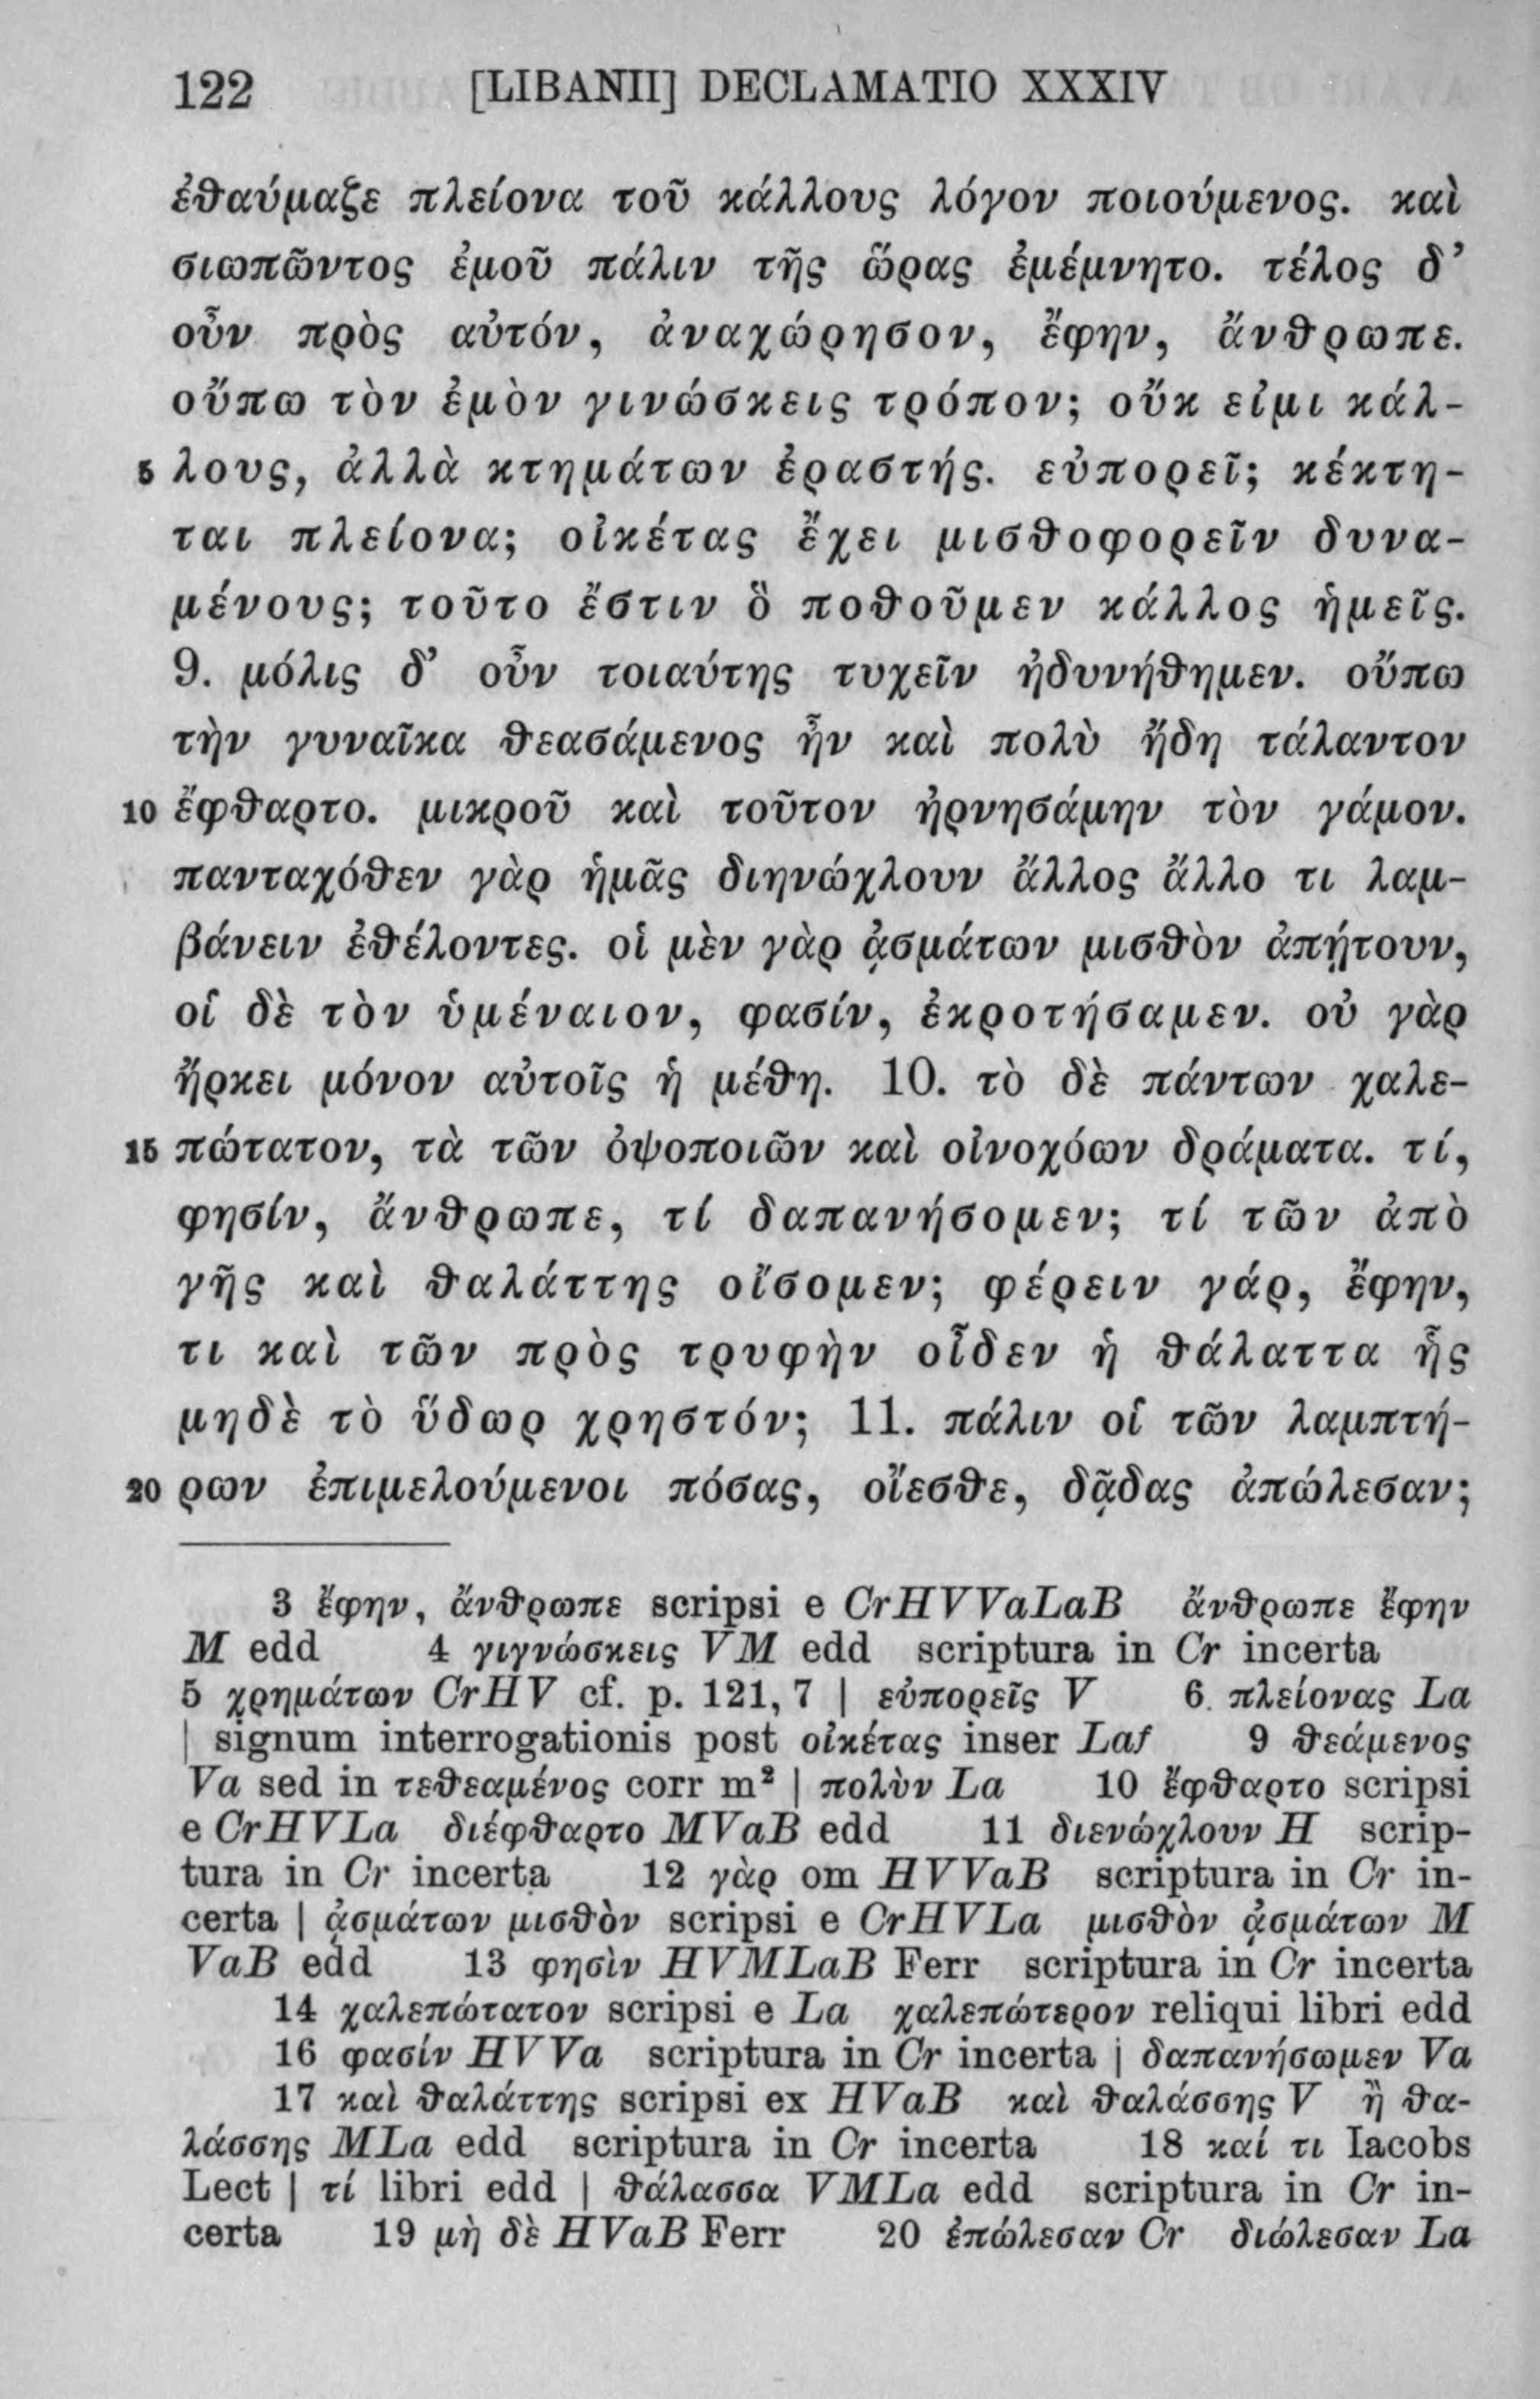 122 [LIBANII] DECLAMATIO XXXIV
ἐθαύμαζε πλείονα τοῦ κάλλους λόγον ποιούμενος. καὶ
σιωπῶντος ἐμοῦ πάλιν τῆς ὥρας ἐμέμνητο. τέλος δ’
οὖν πρὸς αὐτόν, ἀναχώρησον, ἔφην, ἄνθρωπε.
οὔπω τὸν ἐμὸν γινώσκεις τρόπον; οὔκ εἰμι κάλ-
5 λους, ἀλλὰ κτημάτων ἐραστής. εὐπορεῖ; κέκτη-
ται πλείονα; οἰκέτας ἔχει μισθοφορεῖν δυνα-
μένους; τοῦτο ἔστιν ὃ ποθοῦμεν κάλλος ἡμεῖς.
9. μόλις δ’ οὖν τοιαύτης τυχεῖν ἠδυνήθημεν. οὔπω
τὴν γυναῖκα θεασάμενος ἦν καὶ πολὺ ἤδη τάλαντον
10 ἔφθαρτο. μικροῦ καὶ τοῦτον ἠρνησάμην τὸν γάμον.
πανταχόθεν γὰρ ἡμᾶς διηνώχλουν ἄλλος ἄλλο τι λαμ-
βάνειν ἐθέλοντες. οἱ μὲν γὰρ ᾀσμάτων μισθὸν ἀπῄτουν,
οἱ δὲ τὸν ὑμέναιον, φασίν, ἐκροτήσαμεν. οὐ γὰρ
ἤρκει μόνον αὐτοῖς ἡ μέθη. 10. τὸ δὲ πάντων χαλε-
15 πώτατον, τὰ τῶν ὀψοποιῶν καὶ οἰνοχόων δράματα. τί,
φησίν, ἄνθρωπε, τί δαπανήσομεν; τί τῶν ἀπὸ
γῆς καὶ θαλάττης οἴσομεν; φέρειν γάρ, ἔφην,
τι καὶ τῶν πρὸς τρυφὴν οἶδεν ἡ θάλαττα ἧς
μηδὲ τὸ ὕδωρ χρηστόν; 11. πάλιν οἱ τῶν λαμπτή-
20 ρων ἐπιμελούμενοι πόσας, οἴεσθε, δᾷδας ἀπώλεσαν;
3 ἔφην, ἄνθρωπε scripsi e CrHVVaLaB ἄνθρωπε ἔφην
M edd 4 γιγνώσκεις VM edd scriptura in Cr incerta
5 χρημάτων CrHV cf. p. 121, 7 | εὐπορεῖς V 6. πλείονας La
| signum interrogationis post οἰκέτας inser Laf 9 θεάμενος
Va sed in τεθεαμένος corr m² | πολὺν La 10 ἔφθαρτο scripsi
e CrHVLa διέφθαρτο MVaB edd 11 διενώχλουν H scrip-
tura in Cr incerta 12 γὰρ om HVVaB scriptura in Cr in-
certa | ᾀσμάτων μισθὸν scripsi e CrHVLa μισθὸν ᾀσμάτων M
VaB edd 13 φησὶν HVMLaB Ferr scriptura in Cr incerta
14 χαλεπώτατον scripsi e La χαλεπώτερον reliqui libri edd
16 φασίν HVVa scriptura in Cr incerta | δαπανήσωμεν Va
17 καὶ θαλάττης scripsi ex HVaB καὶ θαλάσσης V ἢ θα-
λάσσης MLa edd scriptura in Cr incerta 18 καί τι Iacobs
Lect | τί libri edd | θάλασσα VMLa edd scriptura in Cr in-
certa 19 μὴ δὲ HVaB Ferr 20 ἐπώλεσαν Cr διώλεσαν La